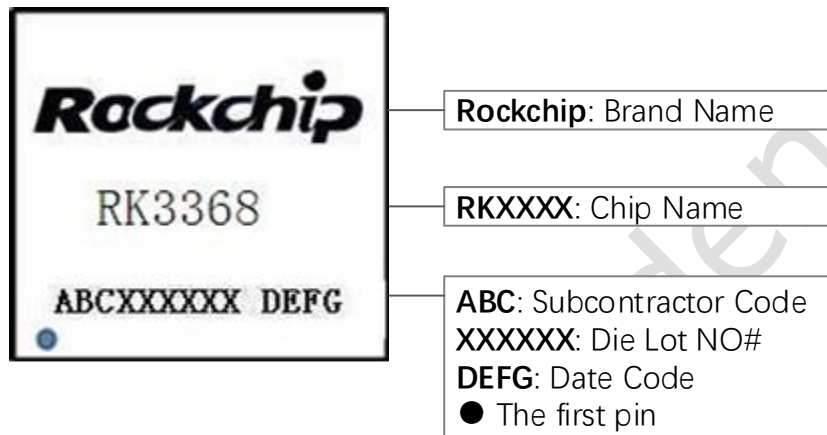 Rockchip
RK3368
ABCXXXXXX DEFG
Rockchip: Brand Name
RKXXXX: Chip Name
ABC: Subcontractor Code
XXXXXX: Die Lot NO#
DEFG: Date Code
● The first pin